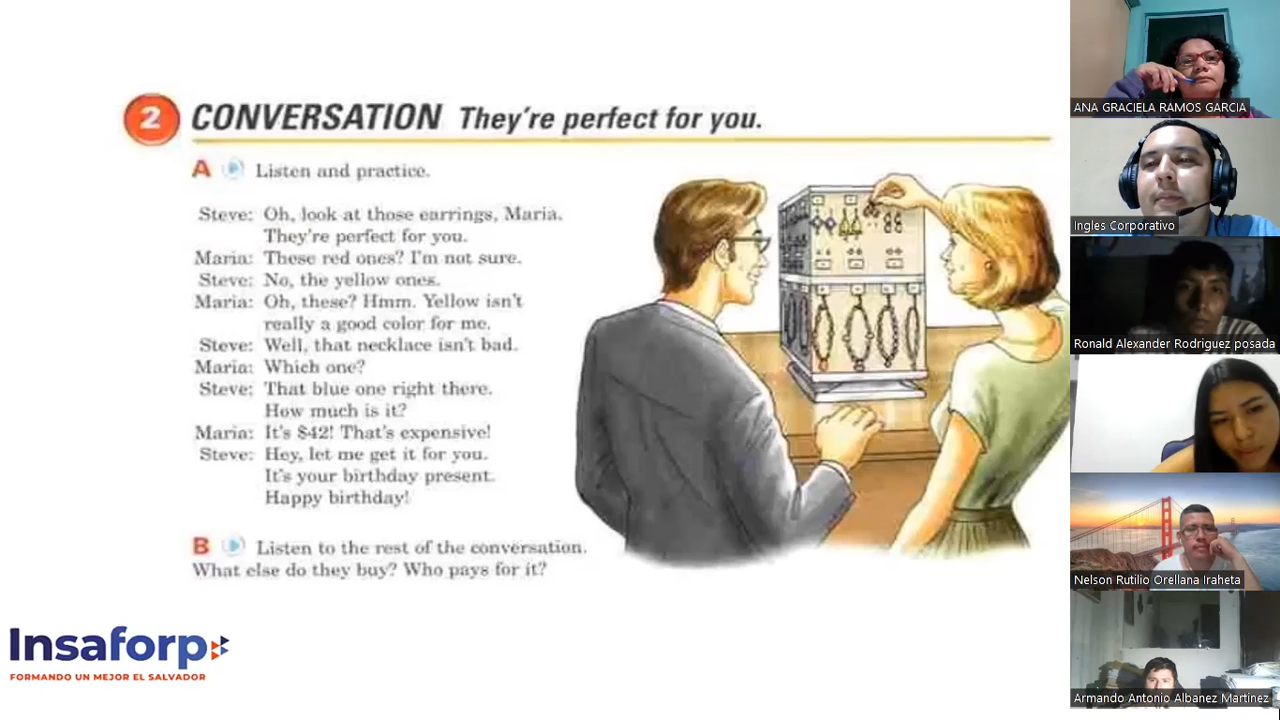 2 CONVERSATION They're perfect for you.
A Listen and practice.
Steve: Oh, look at those earrings, Maria.
They're perfect for you.
Maria: These red ones? I'm not sure.
Steve: No, the yellow ones.
Maria: Oh, these? Hmm. Yellow isn't
really a good color for me.
Steve: Well, that necklace isn't bad.
Maria: Which one?
Steve: That blue one right there.
How much is it?
Maria: It's $42! That's expensive!
Steve: Hey, let me get it for you.
It's your birthday present.
Happy birthday!
B Listen to the rest of the conversation.
What else do they buy? Who pays for it?
Insaforp
FORMANDO UN MEJOR EL SALVADOR
ANA GRACIELA RAMOS GARCIA
Ingles Corporativo
Ronald Alexander Rodriguez posada
Nelson Rutilio Orellana Iraheta
Armando Antonio Albanez Martinez